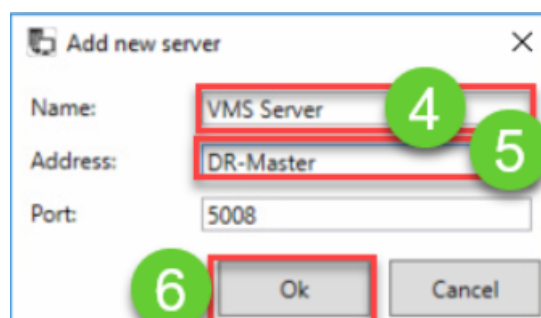 Add new server
Name: VMS Server 4
Address: DR-Master 5
Port: 5008
6 Ok Cancel